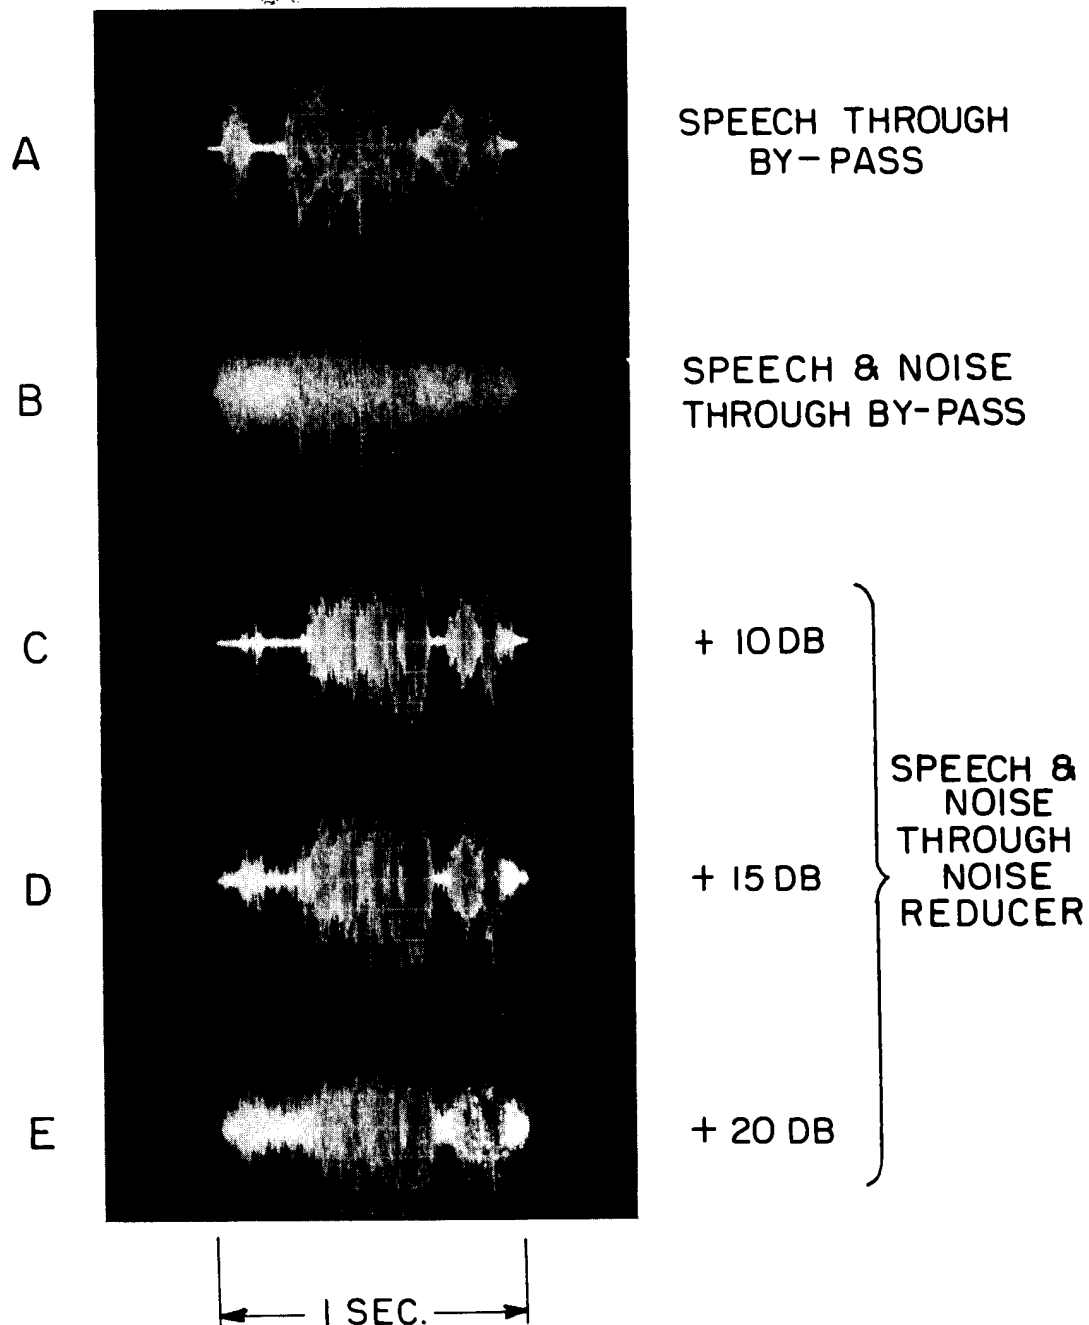 A
SPEECH THROUGH
BY-PASS
B
SPEECH & NOISE
THROUGH BY-PASS
C
+ 10 DB
D
+ 15 DB
E
+ 20 DB
SPEECH &
NOISE
THROUGH
NOISE
REDUCER
1 SEC.